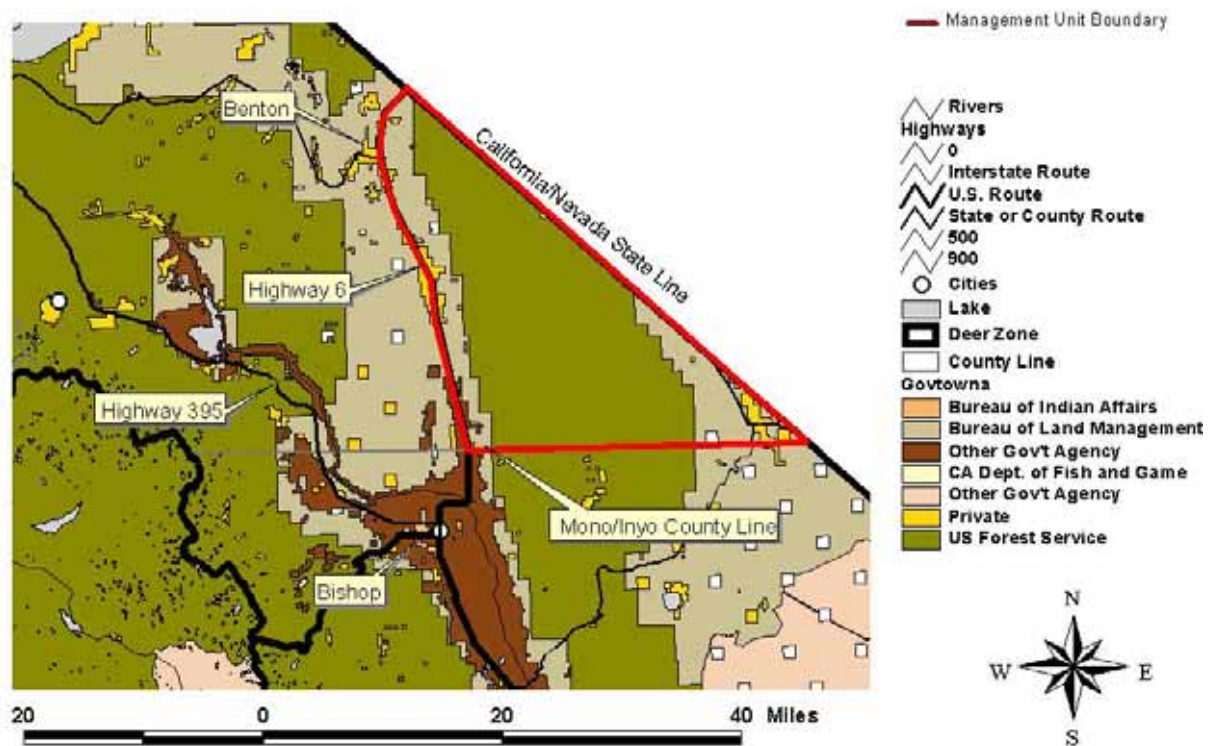 Management Unit Boundary
Benton
California/Nevada State Line
Highway 6
Highway 395
Mono/Inyo County Line
Bishop
Rivers
Highways
0
Interstate Route
U.S. Route
State or County Route
500
900
Cities
Lake
Deer Zone
County Line
Govtowna
Bureau of Indian Affairs
Bureau of Land Management
Other Gov't Agency
CA Dept. of Fish and Game
Other Gov't Agency
Private
US Forest Service
N
W E
S
20 0 20 40 Miles